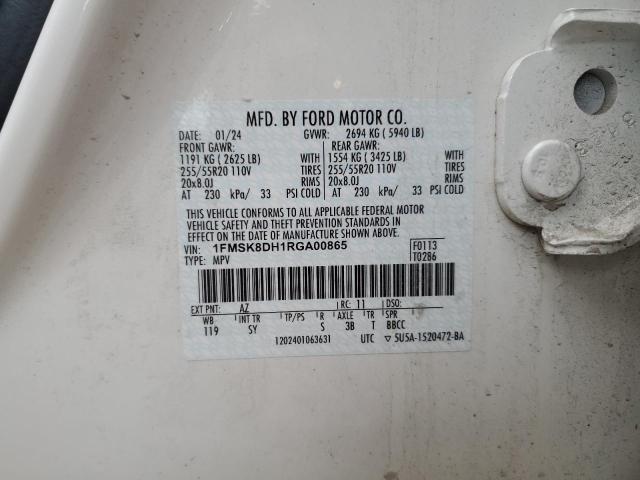 MFD. BY FORD MOTOR CO.
DATE: 01/24 GVWR: 2694 KG ( 5940 LB)
FRONT GAWR: REAR GAWR:
1191 KG ( 2625 LB) WITH 1554 KG ( 3425 LB) WITH
255/55R20 110V TIRES 255/55R20 110V TIRES
20x8.0J RIMS 20x8.0J RIMS
AT 230 kPa/ 33 PSI COLD AT 230 kPa/ 33 PSI COLD
THIS VEHICLE CONFORMS TO ALL APPLICABLE FEDERAL MOTOR
VEHICLE SAFETY AND THEFT PREVENTION STANDARDS IN
EFFECT ON THE DATE OF MANUFACTURE SHOWN ABOVE.
VIN: 1FMSK8DH1RGA00865 F0113
TYPE: MPV T0286
EXT PNT: AZ RC: 11 DSO:
WB INT TR TP/PS R AXLE TR SPR
119 SY S 3B T BBCC
1202401063631 UTC ▽ 5U5A-1520472-BA